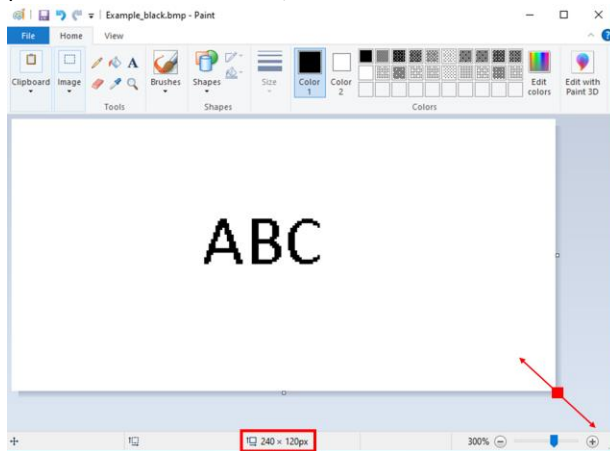 Example_black.bmp - Paint
File Home View
Clipboard Image Tools Brushes Shapes Shapes Size Color 1 Color 2 Colors Edit colors Edit with Paint 3D
A
ABC
240 × 120px 300%